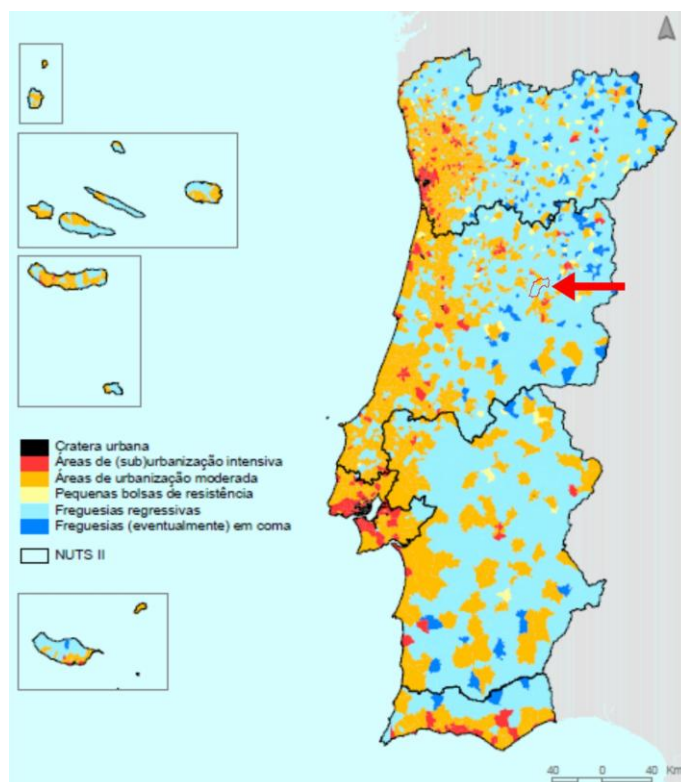 Cratera urbana
Áreas de (sub)urbanização intensiva
Áreas de urbanização moderada
Pequenas bolsas de resistência
Freguesias regressivas
Freguesias (eventualmente) em coma
NUTS II
40 0 40 Km